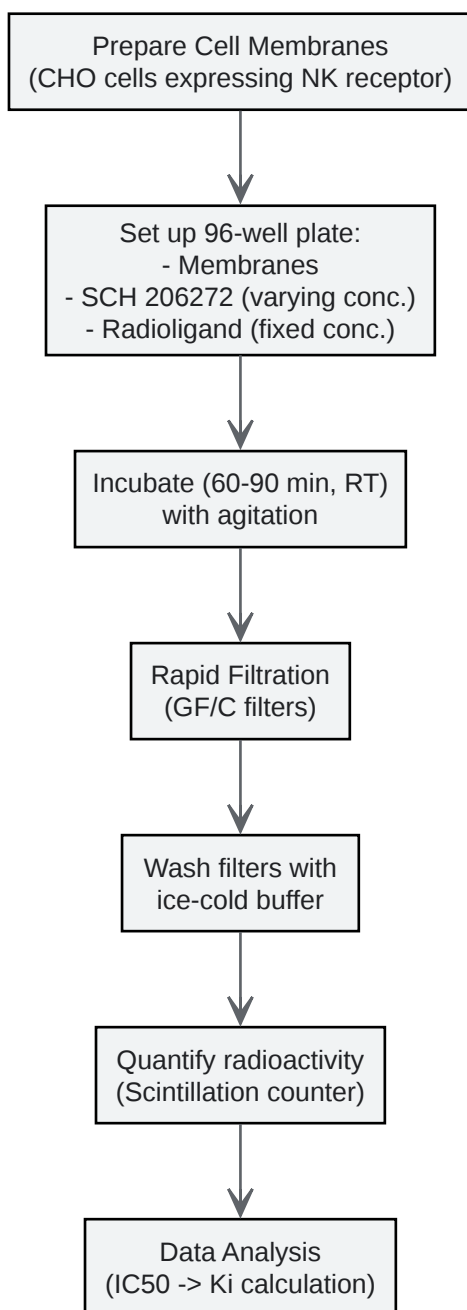 Prepare Cell Membranes
(CHO cells expressing NK receptor)
Set up 96-well plate:
- Membranes
- SCH 206272 (varying conc.)
- Radioligand (fixed conc.)
Incubate (60-90 min, RT)
with agitation
Rapid Filtration
(GF/C filters)
Wash filters with
ice-cold buffer
Quantify radioactivity
(Scintillation counter)
Data Analysis
(IC50 -> Ki calculation)